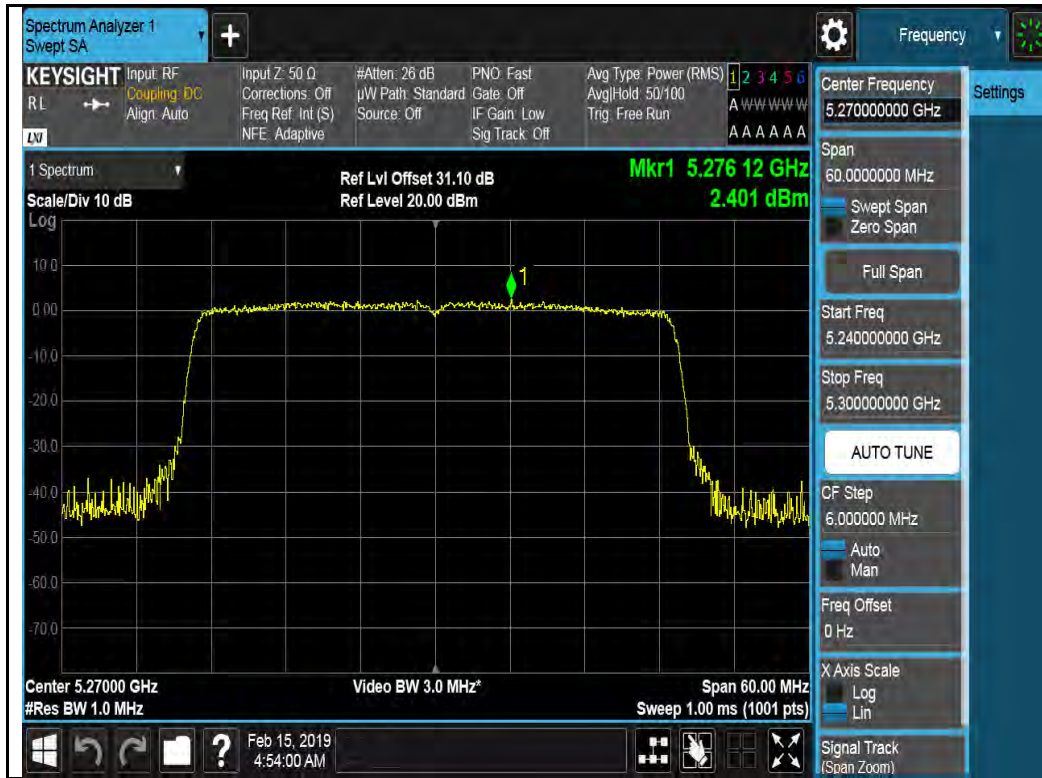 Spectrum Analyzer 1
Swept SA
+
Frequency
KEYSIGHT
RL
LXI
Input: RF
Coupling: DC
Align: Auto
Input Z: 50 Ω
Corrections: Off
Freq Ref: Int (S)
NFE: Adaptive
#Atten: 26 dB
µW Path: Standard
Source: Off
PNO: Fast
Gate: Off
IF Gain: Low
Sig Track: Off
Avg Type: Power (RMS)
Avg|Hold: 50/100
Trig: Free Run
1 2 3 4 5 6
A W W W W W
A A A A A A
1 Spectrum
Scale/Div 10 dB
Ref Lvl Offset 31.10 dB
Ref Level 20.00 dBm
Mkr1 5.276 12 GHz
2.401 dBm
Log
10.0
0.00
-10.0
-20.0
-30.0
-40.0
-50.0
-60.0
-70.0
1
Center 5.27000 GHz
#Res BW 1.0 MHz
Video BW 3.0 MHz*
Span 60.00 MHz
Sweep 1.00 ms (1001 pts)
?
Feb 15, 2019
4:54:00 AM
Center Frequency
5.270000000 GHz
Span
60.0000000 MHz
Swept Span
Zero Span
Full Span
Start Freq
5.240000000 GHz
Stop Freq
5.300000000 GHz
AUTO TUNE
CF Step
6.000000 MHz
Auto
Man
Freq Offset
0 Hz
X Axis Scale
Log
Lin
Signal Track
(Span Zoom)
Settings